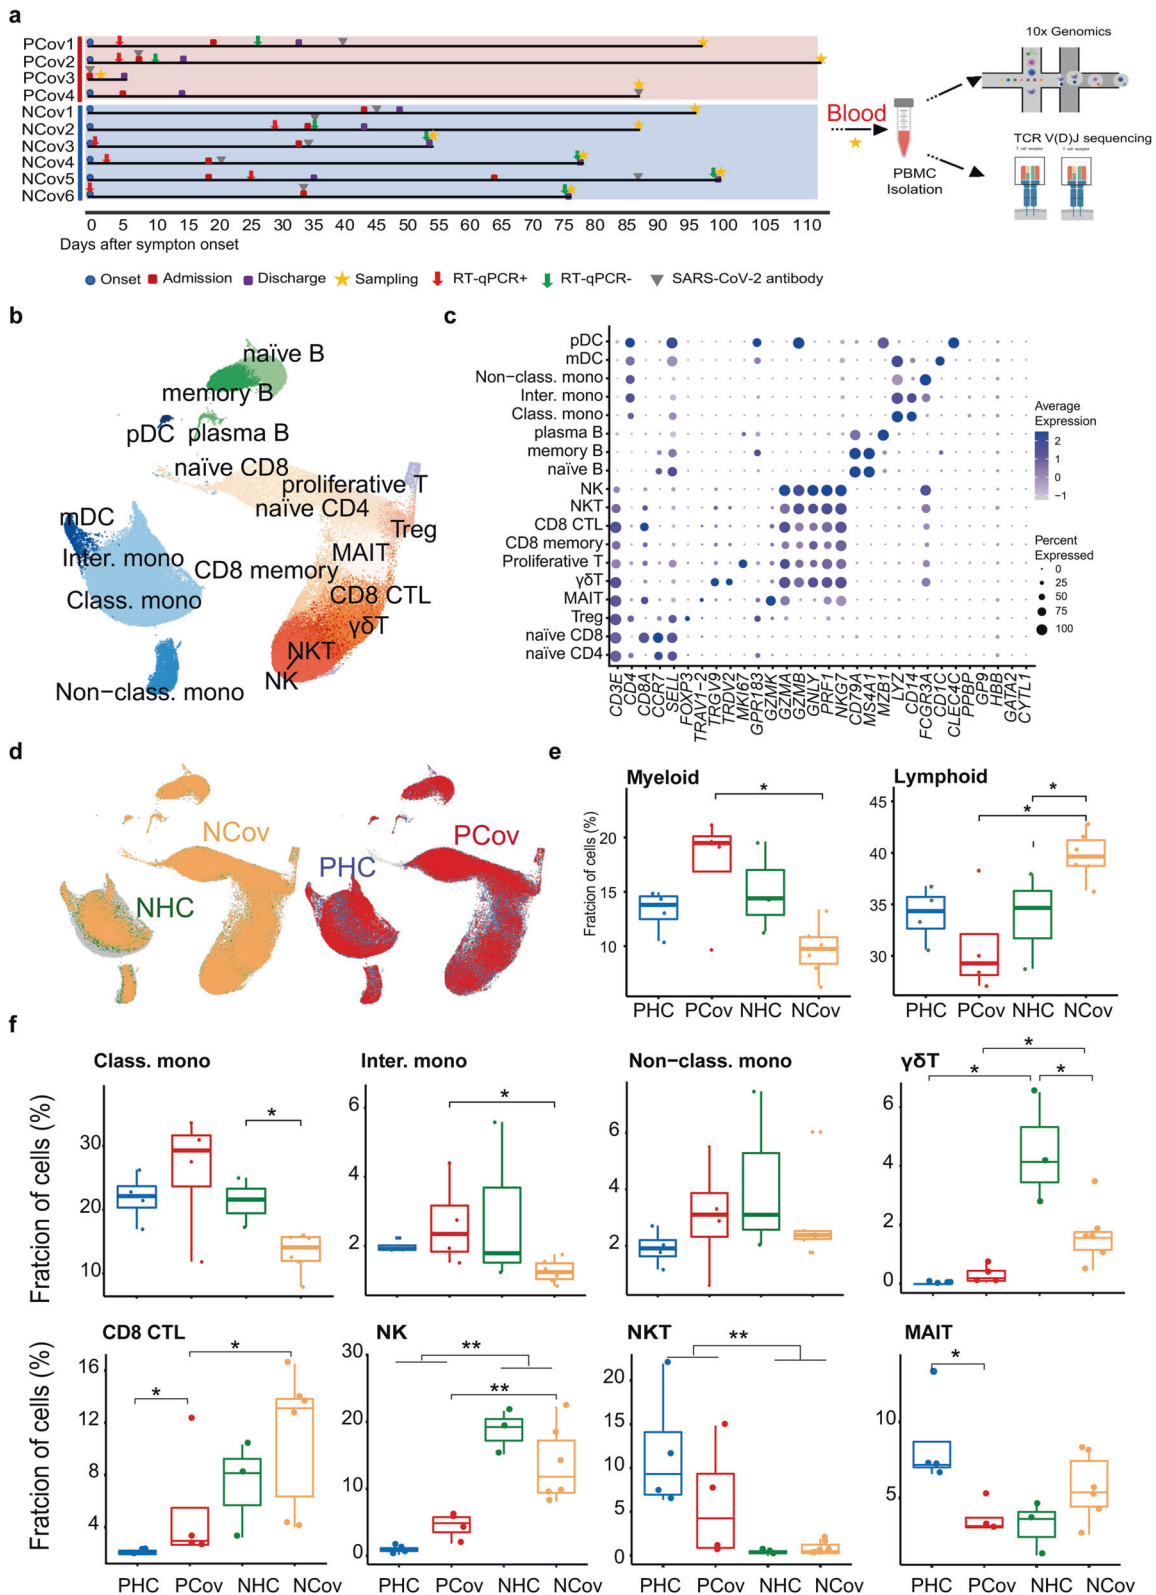 a
PCov1
PCov2
PCov3
PCov4
NCov1
NCov2
NCov3
NCov4
NCov5
NCov6
0 5 10 15 20 25 30 35 40 45 50 55 60 65 70 75 80 85 90 95 100 105 110
Days after sympton onset
Onset Admission Discharge Sampling RT-qPCR+ RT-qPCR- SARS-CoV-2 antibody
Blood
PBMC
Isolation
10x Genomics
TCR V(D)J sequencing
T cell receptor T cell receptor
b
naïve B
memory B
pDC plasma B
naïve CD8
proliferative T
naïve CD4
mDC
Treg
Inter. mono
MAIT
CD8 memory
Class. mono
CD8 CTL
γδT
NKT
NK
Non-class. mono
c
pDC
mDC
Non-class. mono
Inter. mono
Class. mono
plasma B
memory B
naïve B
NK
NKT
CD8 CTL
CD8 memory
Proliferative T
γδT
MAIT
Treg
naïve CD8
naïve CD4
CD3E CD4 CD8A CCR7 SELL FOXP3 TRAV1-2 TRGV9 TRDV2 MKI67 GPR183 GZMK GZMA GZMB GNLY PRF1 NKG7 CD79A MS4A1 MZB1 LYZ CD14 FCGR3A CD1C CLEC4C PPBP GP9 HBB GATA2 CYTL1
Average
Expression
2
1
0
-1
Percent
Expressed
0
25
50
75
100
d
NCov
NHC
PCov
PHC
e
Myeloid
Fratcion of cells (%)
20
15
10
*
PHC PCov NHC NCov
Lymphoid
45
40
35
30
*
*
PHC PCov NHC NCov
f
Class. mono
Fratcion of cells (%)
30
20
10
*
Inter. mono
6
4
2
*
Non-class. mono
6
4
2
γδT
6
4
2
0
*
*
*
CD8 CTL
Fratcion of cells (%)
16
12
8
4
*
*
PHC PCov NHC NCov
NK
30
20
10
0
**
**
PHC PCov NHC NCov
NKT
20
15
10
5
0
**
PHC PCov NHC NCov
MAIT
10
5
*
PHC PCov NHC NCov